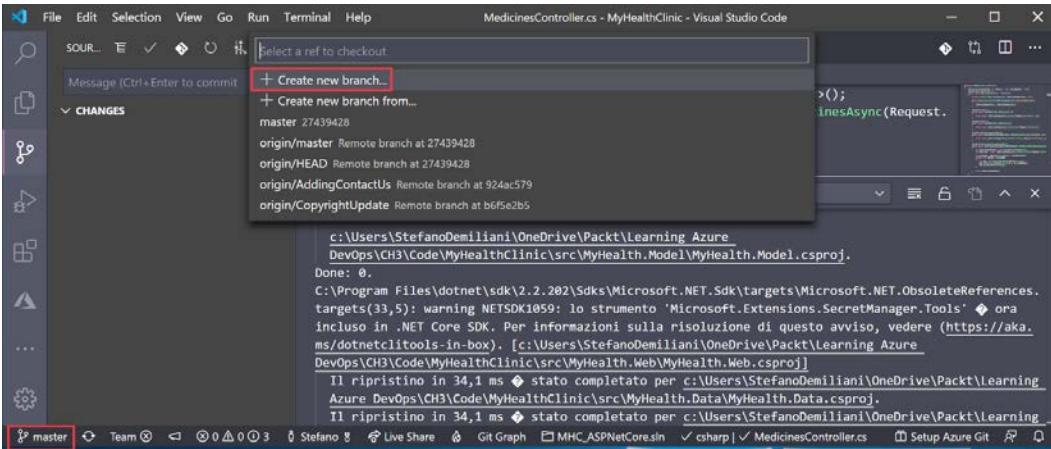 File Edit Selection View Go Run Terminal Help MedicinesController.cs - MyHealthClinic - Visual Studio Code
SOUR...
Select a ref to checkout
Message (Ctrl+Enter to commit
+ Create new branch...
+ Create new branch from...
CHANGES
master 27439428
origin/master Remote branch at 27439428
origin/HEAD Remote branch at 27439428
origin/AddingContactUs Remote branch at 924ac579
origin/CopyrightUpdate Remote branch at b6f5e2b5
>();
inesAsync(Request.
c:\Users\StefanoDemiliani\OneDrive\Packt\Learning Azure
DevOps\CH3\Code\MyHealthClinic\src\MyHealth.Model\MyHealth.Model.csproj.
Done: 0.
C:\Program Files\dotnet\sdk\2.2.202\Sdks\Microsoft.NET.Sdk\targets\Microsoft.NET.ObsoleteReferences.
targets(33,5): warning NETSDK1059: lo strumento 'Microsoft.Extensions.SecretManager.Tools' � ora
incluso in .NET Core SDK. Per informazioni sulla risoluzione di questo avviso, vedere (https://aka.
ms/dotnetclitools-in-box). [c:\Users\StefanoDemiliani\OneDrive\Packt\Learning Azure
DevOps\CH3\Code\MyHealthClinic\src\MyHealth.Web\MyHealth.Web.csproj]
Il ripristino in 34,1 ms � stato completato per c:\Users\StefanoDemiliani\OneDrive\Packt\Learning
Azure DevOps\CH3\Code\MyHealthClinic\src\MyHealth.Data\MyHealth.Data.csproj.
Il ripristino in 34,1 ms � stato completato per c:\Users\StefanoDemiliani\OneDrive\Packt\Learning
master Team 0 0 3 Stefano Live Share Git Graph MHC_ASPNetCore.sln csharp | MedicinesController.cs Setup Azure Git